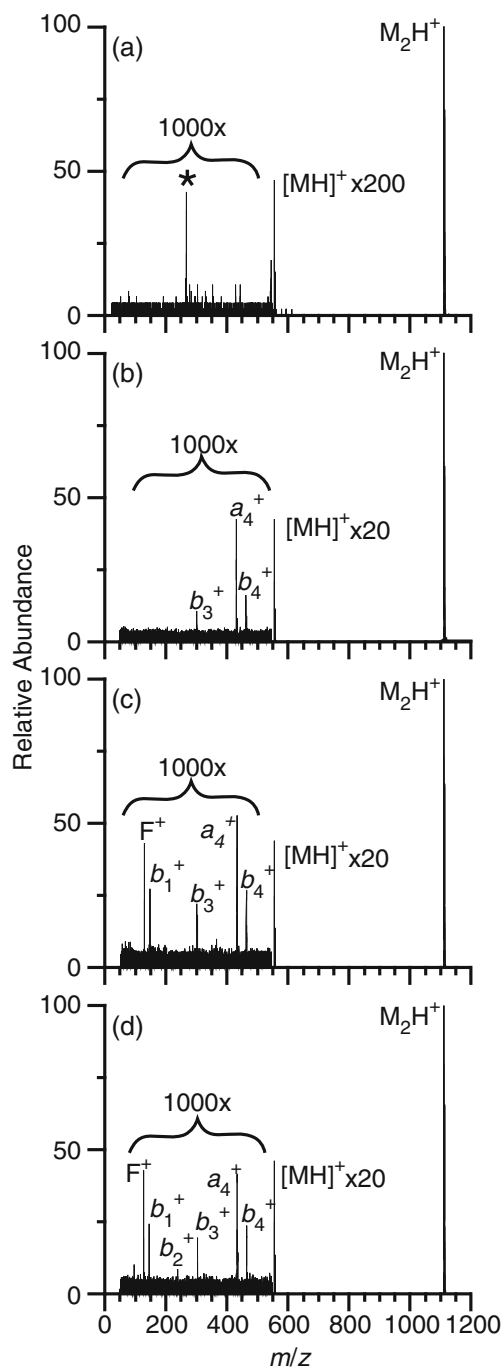 (a)
M₂H⁺
1000x
*
[MH]⁺x200
100
50
0
(b)
M₂H⁺
1000x
a₄⁺
[MH]⁺x20
b₃⁺
b₄⁺
100
50
0
Relative Abundance
(c)
M₂H⁺
1000x
F⁺
a₄⁺
[MH]⁺x20
b₁⁺
b₃⁺
b₄⁺
100
50
0
(d)
M₂H⁺
1000x
F⁺
a₄⁺
[MH]⁺x20
b₁⁺
b₂⁺
b₃⁺
b₄⁺
100
50
0
0 200 400 600 800 1000 1200
m/z